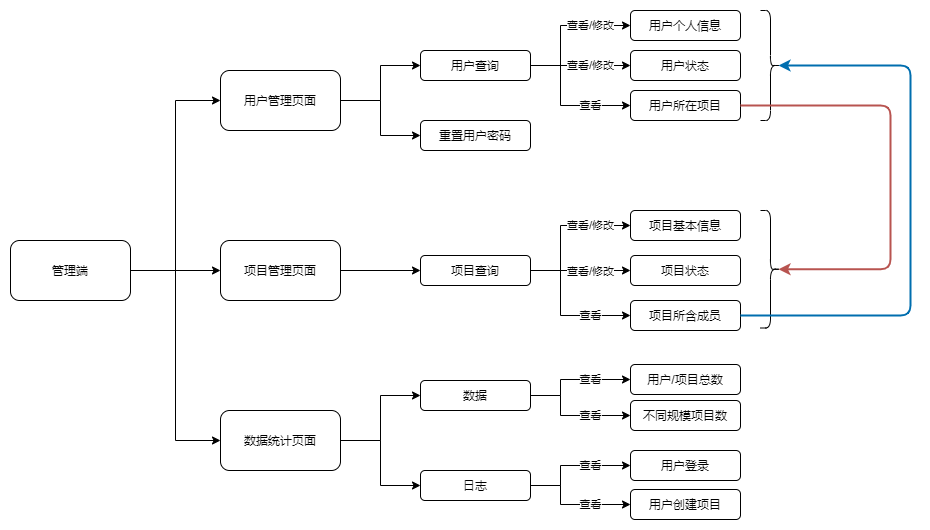 查看/修改
用户个人信息
用户查询
查看/修改
用户状态
用户管理页面
查看
用户所在项目
重置用户密码
查看/修改
项目基本信息
管理端
项目管理页面
项目查询
查看/修改
项目状态
查看
项目所含成员
查看
用户/项目总数
数据
查看
不同规模项目数
数据统计页面
查看
用户登录
日志
查看
用户创建项目